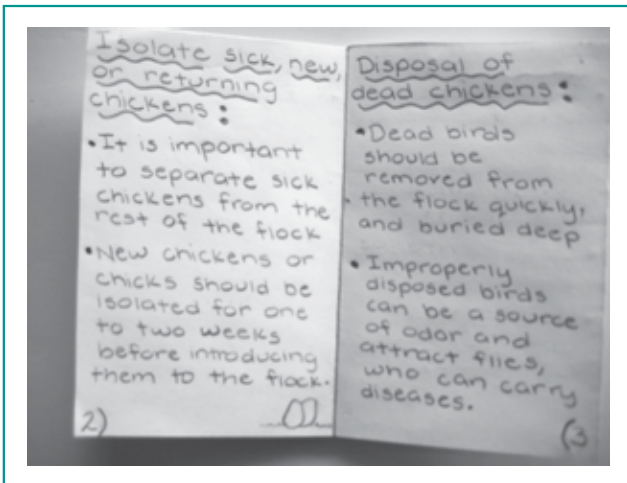 Isolate sick, new,
or returning
chickens:
•It is important
to separate sick
chickens from the
rest of the flock
•New chickens or
chicks should be
isolated for one
to two weeks
before introducing
them to the flock.
2)
Disposal of
dead chickens:
•Dead birds
should be
removed from
the flock quickly,
and buried deep
•Improperly
disposed birds
can be a source
of odor and
attract flies,
who can carry
diseases.
(3